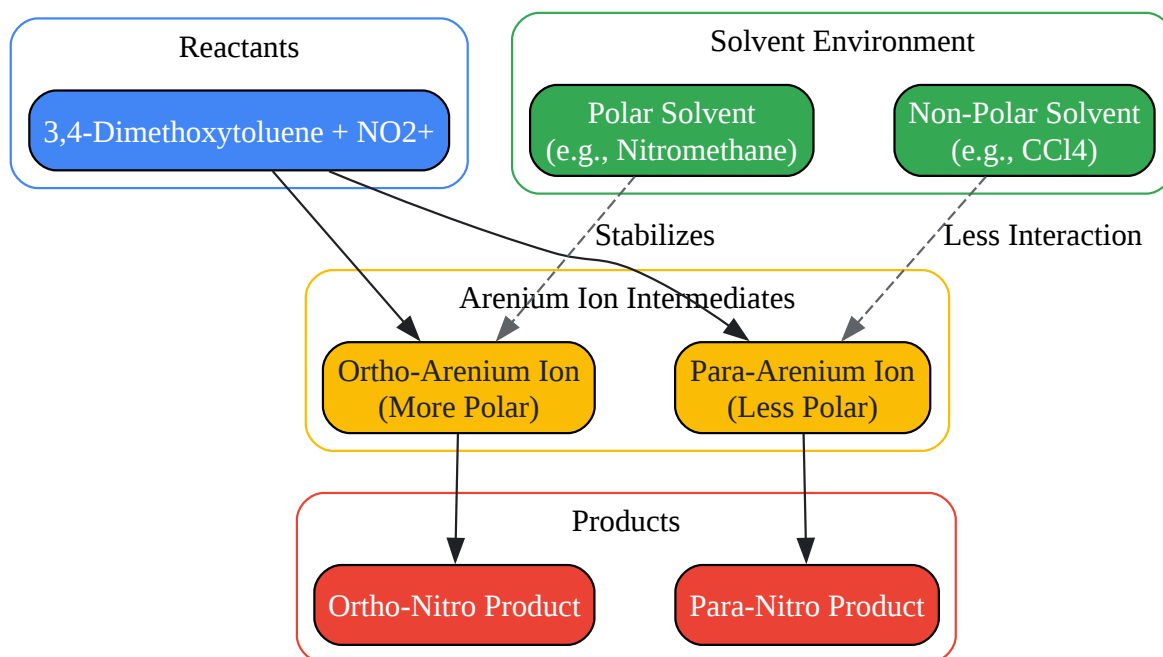 Reactants
Solvent Environment
3,4-Dimethoxytoluene + NO2+
Polar Solvent
(e.g., Nitromethane)
Non-Polar Solvent
(e.g., CCl4)
Stabilizes
Less Interaction
Arenium Ion Intermediates
Ortho-Arenium Ion
(More Polar)
Para-Arenium Ion
(Less Polar)
Products
Ortho-Nitro Product
Para-Nitro Product